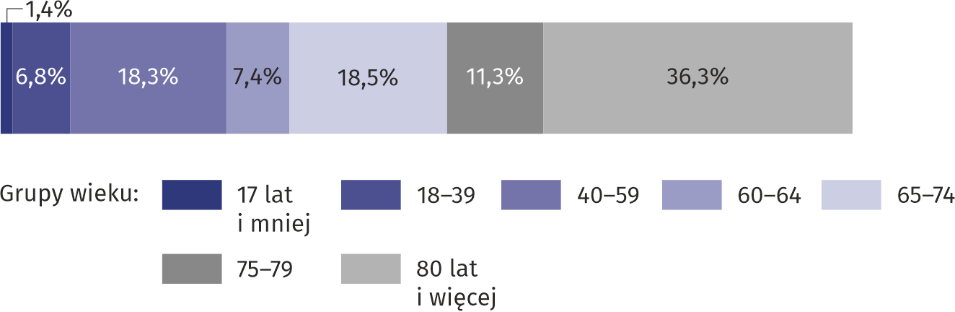 1,4%
6,8% 18,3% 7,4% 18,5% 11,3% 36,3%
Grupy wieku: 17 lat 18–39 40–59 60–64 65–74
i mniej
75–79 80 lat
i więcej